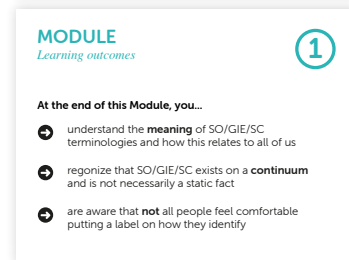 MODULE
Learning outcomes
1
At the end of this Module, you...
understand the meaning of SO/GIE/SC
terminologies and how this relates to all of us
regonize that SO/GIE/SC exists on a continuum
and is not necessarily a static fact
are aware that not all people feel comfortable
putting a label on how they identify